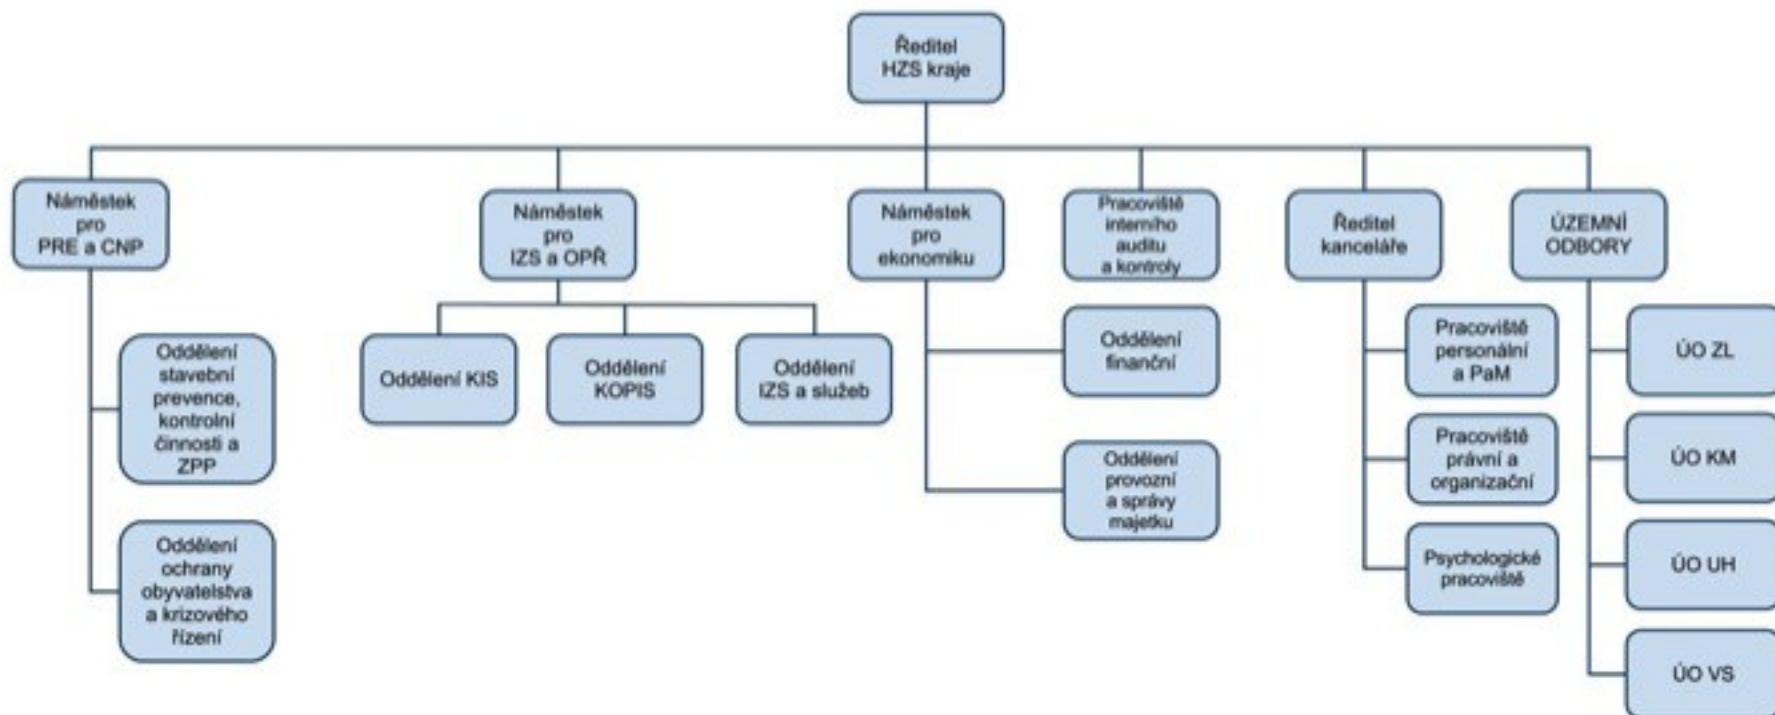 Ředitel
HZS kraje
Náměstek
pro
PRE a CNP
Náměstek
pro
IZS a OPŘ
Náměstek
pro
ekonomiku
Pracoviště
interního
auditu
a kontroly
Ředitel
kanceláře
ÚZEMNÍ
ODBORY
Oddělení
stavební
prevence,
kontrolní
činnosti a
ZPP
Oddělení
ochrany
obyvatelstva
a krizového
řízení
Oddělení KIS
Oddělení
KOPIS
Oddělení
IZS a služeb
Oddělení
finanční
Oddělení
provozní
a správy
majetku
Pracoviště
personální
a PaM
Pracoviště
právní a
organizační
Psychologické
pracoviště
ÚO ZL
ÚO KM
ÚO UH
ÚO VS